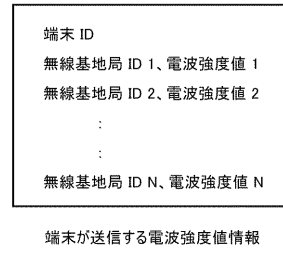 端末 ID
無線基地局 ID 1、電波強度値 1
無線基地局 ID 2、電波強度値 2
:
:
無線基地局 ID N、電波強度値 N
端末が送信する電波強度値情報